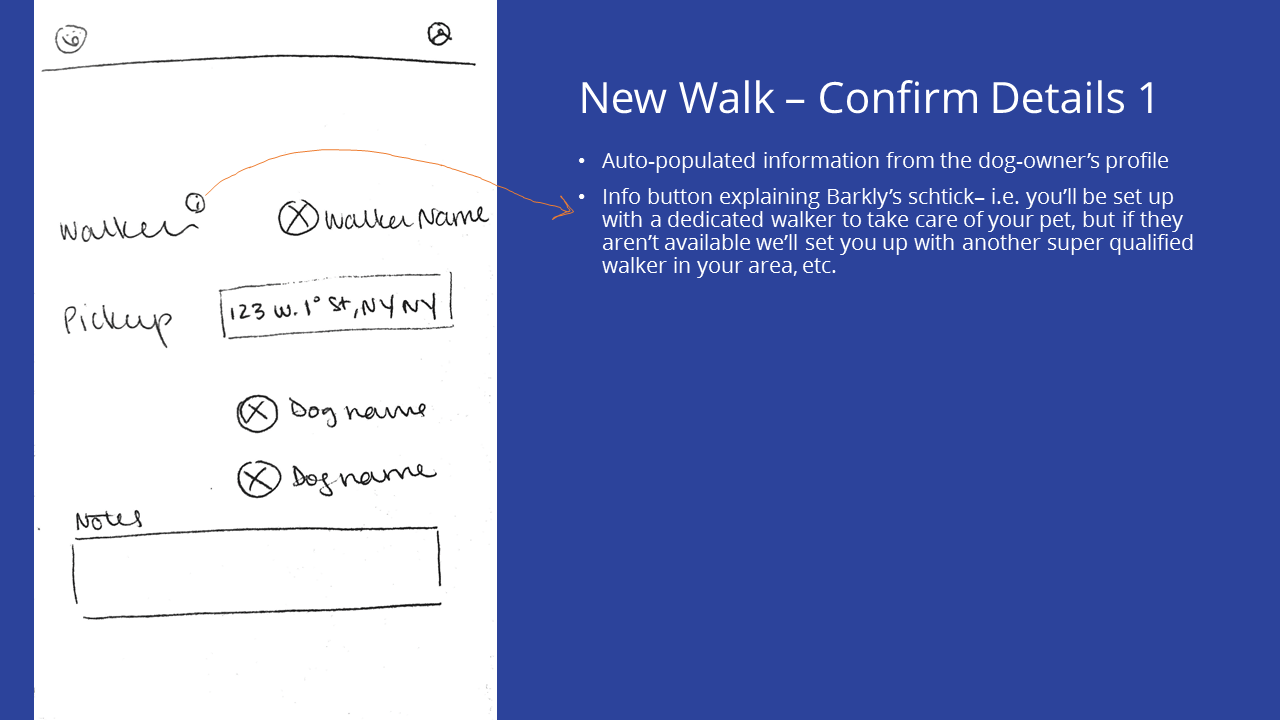 New Walk – Confirm Details 1
• Auto-populated information from the dog-owner’s profile
• Info button explaining Barkly’s schtick– i.e. you’ll be set up
with a dedicated walker to take care of your pet, but if they
aren’t available we’ll set you up with another super qualified
walker in your area, etc.
Walker i Walker Name
Pickup 123 W. 1º St, NY NY
Dog name
Dog name
Notes